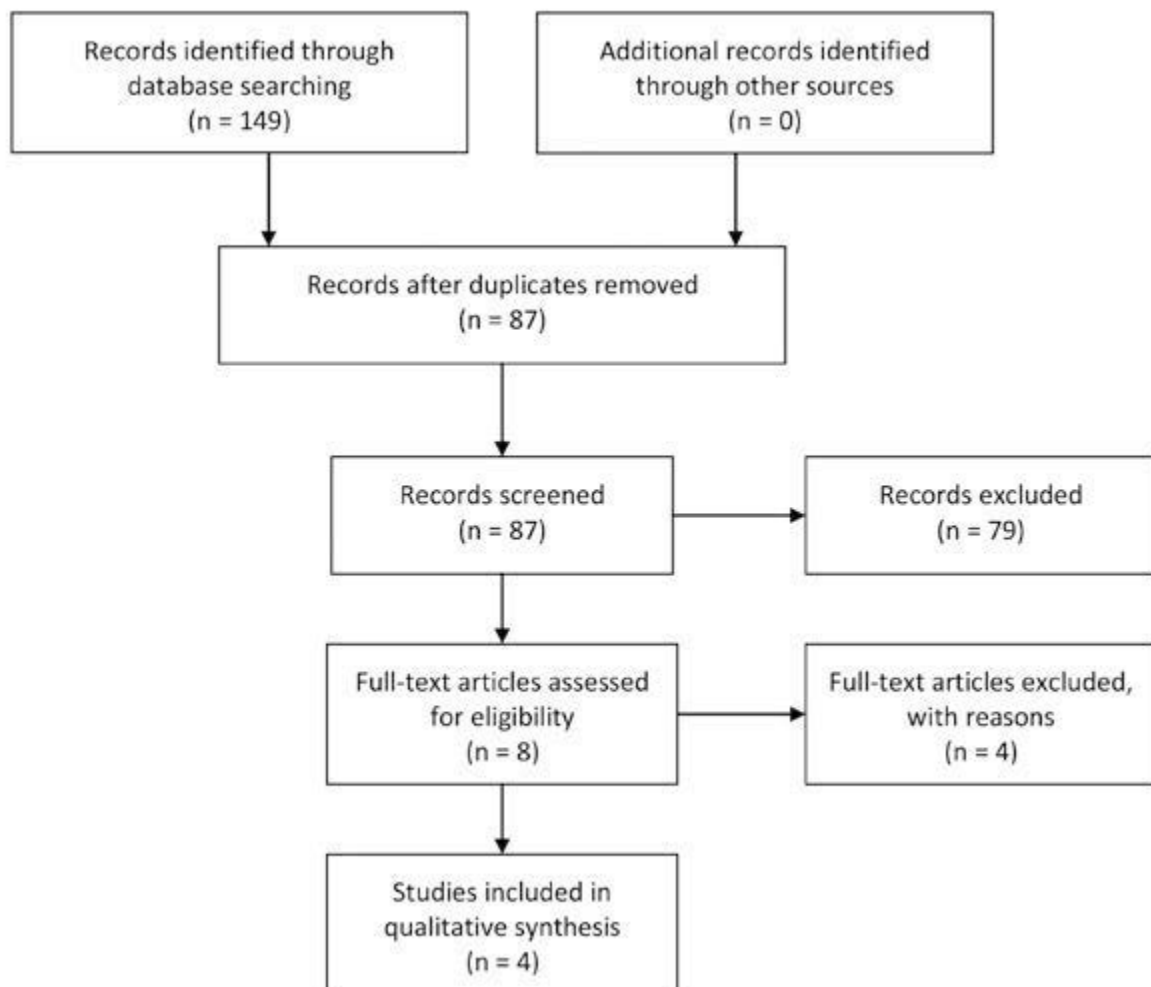 Records identified through
database searching
(n = 149)
Additional records identified
through other sources
(n = 0)
Records after duplicates removed
(n = 87)
Records screened
(n = 87)
Records excluded
(n = 79)
Full-text articles assessed
for eligibility
(n = 8)
Full-text articles excluded,
with reasons
(n = 4)
Studies included in
qualitative synthesis
(n = 4)